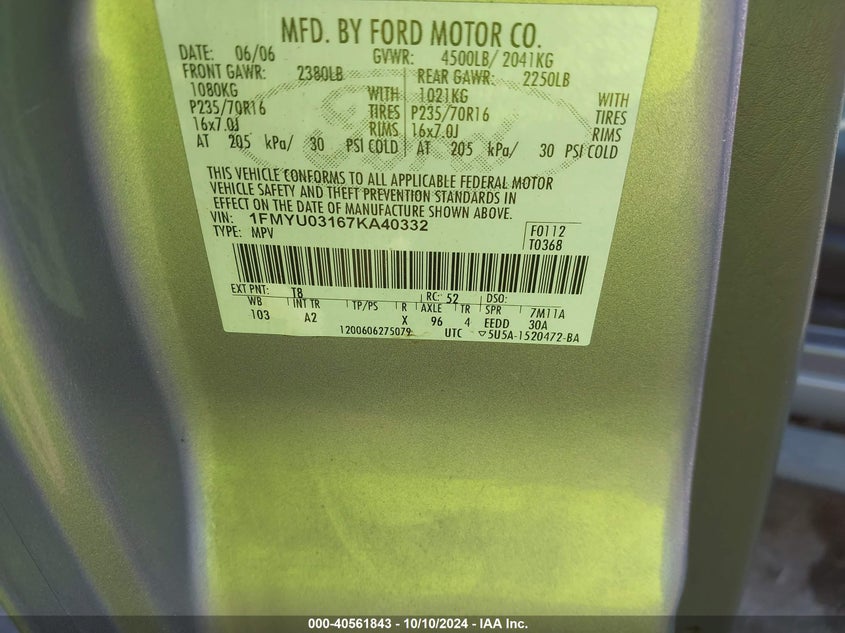 MFD. BY FORD MOTOR CO.
DATE: 06/06 GVWR: 4500LB/ 2041KG
FRONT GAWR: 2380LB REAR GAWR: 2250LB
1080KG WITH 1021KG WITH
P235/70R16 TIRES P235/70R16 TIRES
16x7.0J RIMS 16x7.0J RIMS
AT 205 kPa/ 30 PSI COLD AT 205 kPa/ 30 PSI COLD
THIS VEHICLE CONFORMS TO ALL APPLICABLE FEDERAL MOTOR
VEHICLE SAFETY AND THEFT PREVENTION STANDARDS IN
EFFECT ON THE DATE OF MANUFACTURE SHOWN ABOVE.
VIN: 1FMYU03167KA40332 F0112
TYPE: MPV T0368
EXT PNT: T8 RC: 52 DSO:
WB INT TR TP/PS R AXLE TR SPR 7M11A
103 A2 X 96 4 EEDD 30A
1200606275079 UTC ▽5U5A-1520472-BA
000-40561843 - 10/10/2024 - IAA Inc.